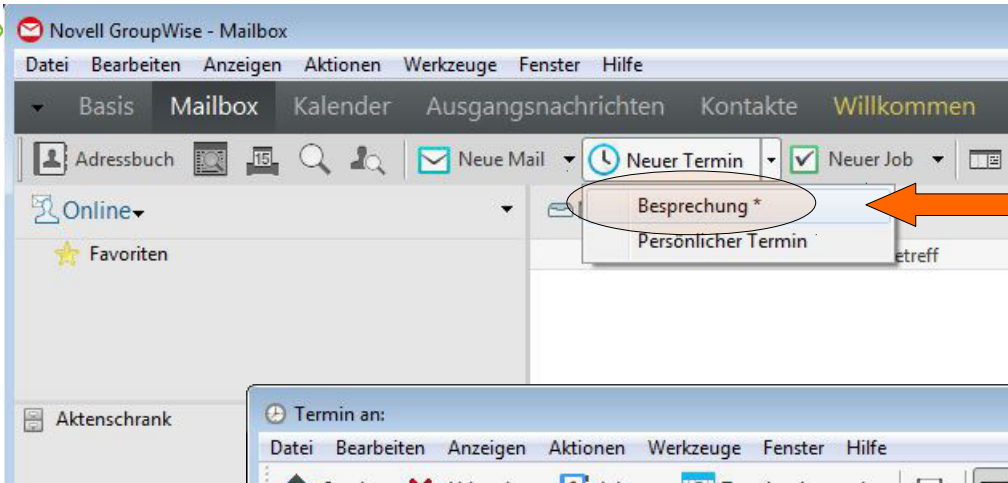 Novell GroupWise - Mailbox
Datei Bearbeiten Anzeigen Aktionen Werkzeuge Fenster Hilfe
Basis Mailbox Kalender Ausgangsnachrichten Kontakte Willkommen
Adressbuch 15 Neue Mail Neuer Termin Neuer Job
Online
Besprechung *
Favoriten
Persönlicher Termin
etreff
Aktenschrank
Termin an:
Datei Bearbeiten Anzeigen Aktionen Werkzeuge Fenster Hilfe